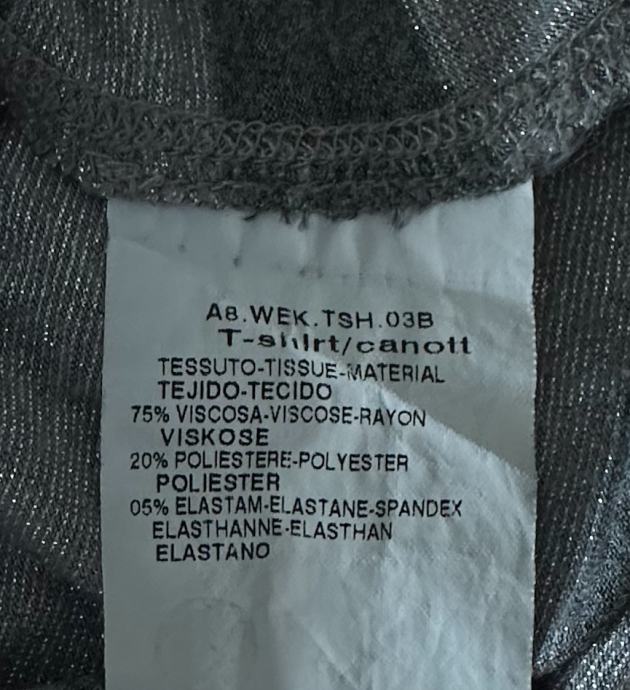 A8.WEK.TSH.03B
T-shirt/canott
TESSUTO-TISSUE-MATERIAL
TEJIDO-TECIDO
75% VISCOSA-VISCOSE-RAYON
VISKOSE
20% POLIESTERE-POLYESTER
POLIESTER
05% ELASTAM-ELASTANE-SPANDEX
ELASTHANNE-ELASTHAN
ELASTANO